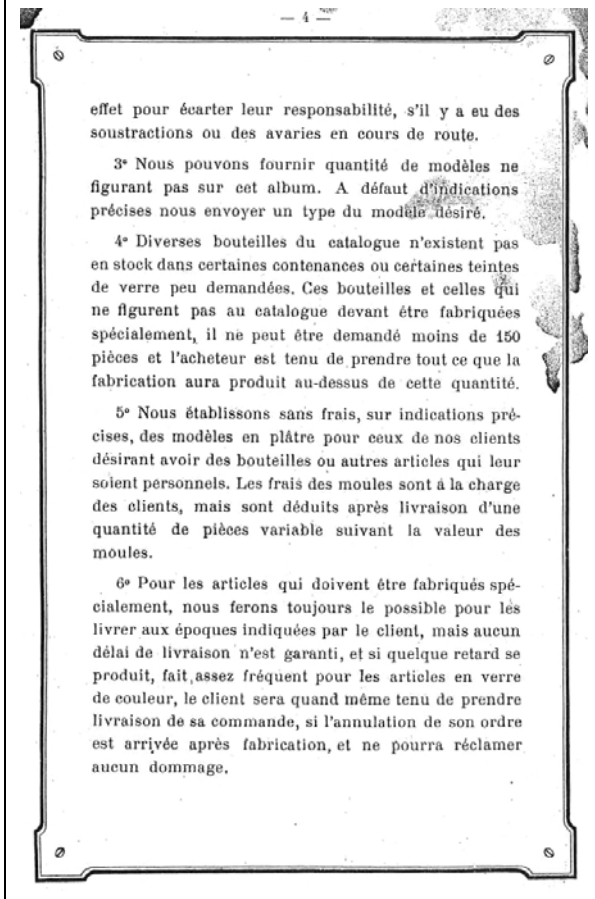 — 4 —
effet pour écarter leur responsabilité, s'il y a eu des
soustractions ou des avaries en cours de route.
3º Nous pouvons fournir quantité de modèles ne
figurant pas sur cet album. A défaut d'indications
précises nous envoyer un type du modèle désiré.
4º Diverses bouteilles du catalogue n'existent pas
en stock dans certaines contenances ou certaines teintes
de verre peu demandées. Ces bouteilles et celles qui
ne figurent pas au catalogue devant être fabriquées
spécialement, il ne peut être demandé moins de 150
pièces et l'acheteur est tenu de prendre tout ce que la
fabrication aura produit au-dessus de cette quantité.
5º Nous établissons sans frais, sur indications pré-
cises, des modèles en plâtre pour ceux de nos clients
désirant avoir des bouteilles ou autres articles qui leur
soient personnels. Les frais des moules sont à la charge
des clients, mais sont déduits après livraison d'une
quantité de pièces variable suivant la valeur des
moules.
6º Pour les articles qui doivent être fabriqués spé-
cialement, nous ferons toujours le possible pour les
livrer aux époques indiquées par le client, mais aucun
délai de livraison n'est garanti, et si quelque retard se
produit, fait assez fréquent pour les articles en verre
de couleur, le client sera quand même tenu de prendre
livraison de sa commande, si l'annulation de son ordre
est arrivée après fabrication, et ne pourra réclamer
aucun dommage.